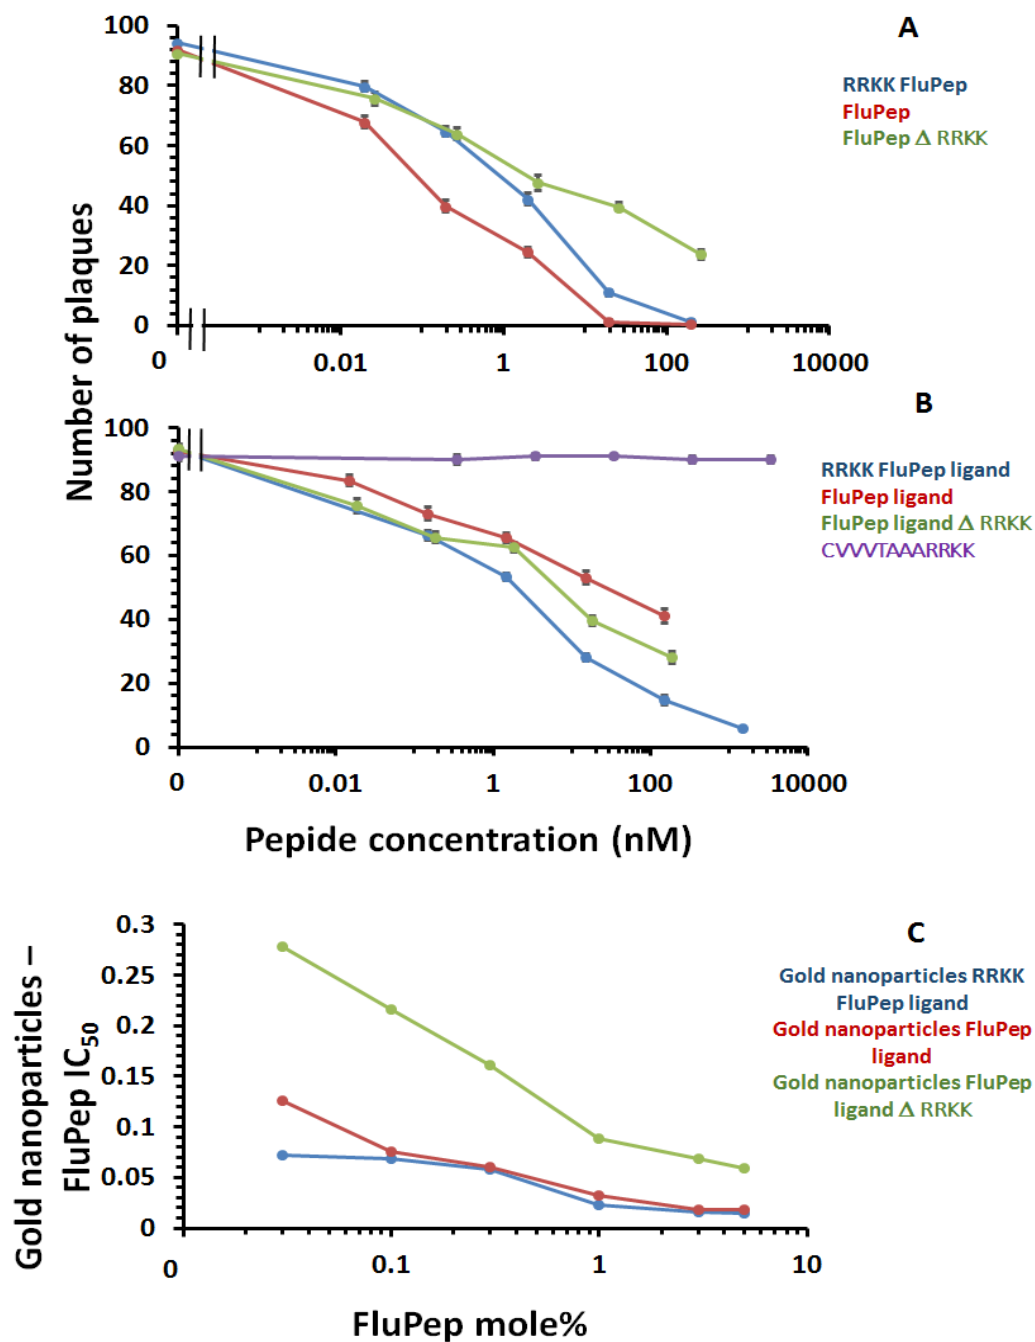 A
100
80
60
40
20
0
0
0.01
1
100
10000
RRKK FluPep
FluPep
FluPep Δ RRKK
Number of plaques
B
100
80
60
40
20
0
0
0.01
1
100
10000
RRKK FluPep ligand
FluPep ligand
FluPep ligand Δ RRKK
CVVVTAAARRKK
Pepide concentration (nM)
C
0.3
0.25
0.2
0.15
0.1
0.05
0
0
0.1
1
10
Gold nanoparticles –
FluPep IC50
Gold nanoparticles RRKK
FluPep ligand
Gold nanoparticles FluPep
ligand
Gold nanoparticles FluPep
ligand Δ RRKK
FluPep mole%